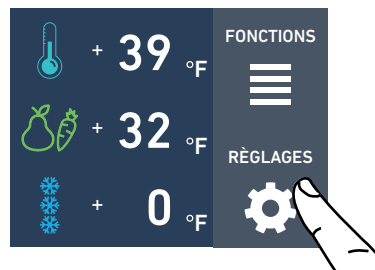 + 39 °F
+ 32 °F
+ 0 °F
FONCTIONS
RÈGLAGES